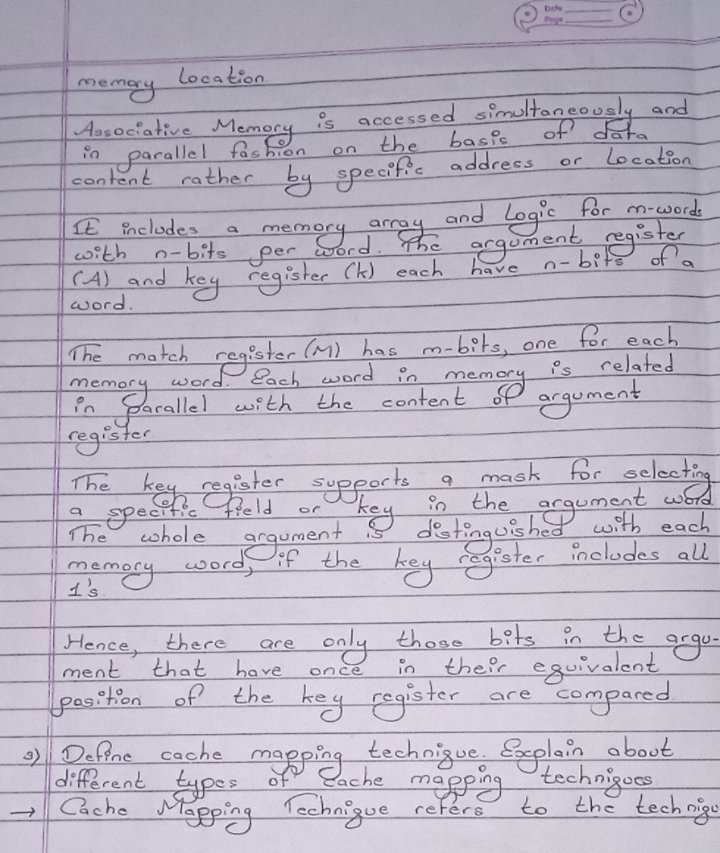 Date
Page
memory location
Associative Memory is accessed simultaneously and
in parallel fashion on the basis of data
content rather by specific address or location
It includes a memory array and logic for m-words
with n-bits per word. The argument register
(A) and key register (k) each have n-bits of a
word.
The match register (M) has m-bits, one for each
memory word. Each word in memory is related
in parallel with the content of argument
register
The key register supports a mask for selecting
a specific field or key in the argument word
The whole argument is distinguished with each
memory word, if the key register includes all
1's
Hence, there are only those bits in the argu-
ment that have once in their equivalent
position of the key register are compared
9) Define cache mapping technique. Explain about
different types of cache mapping techniques
→ Cache Mapping Technique refers to the techniqu